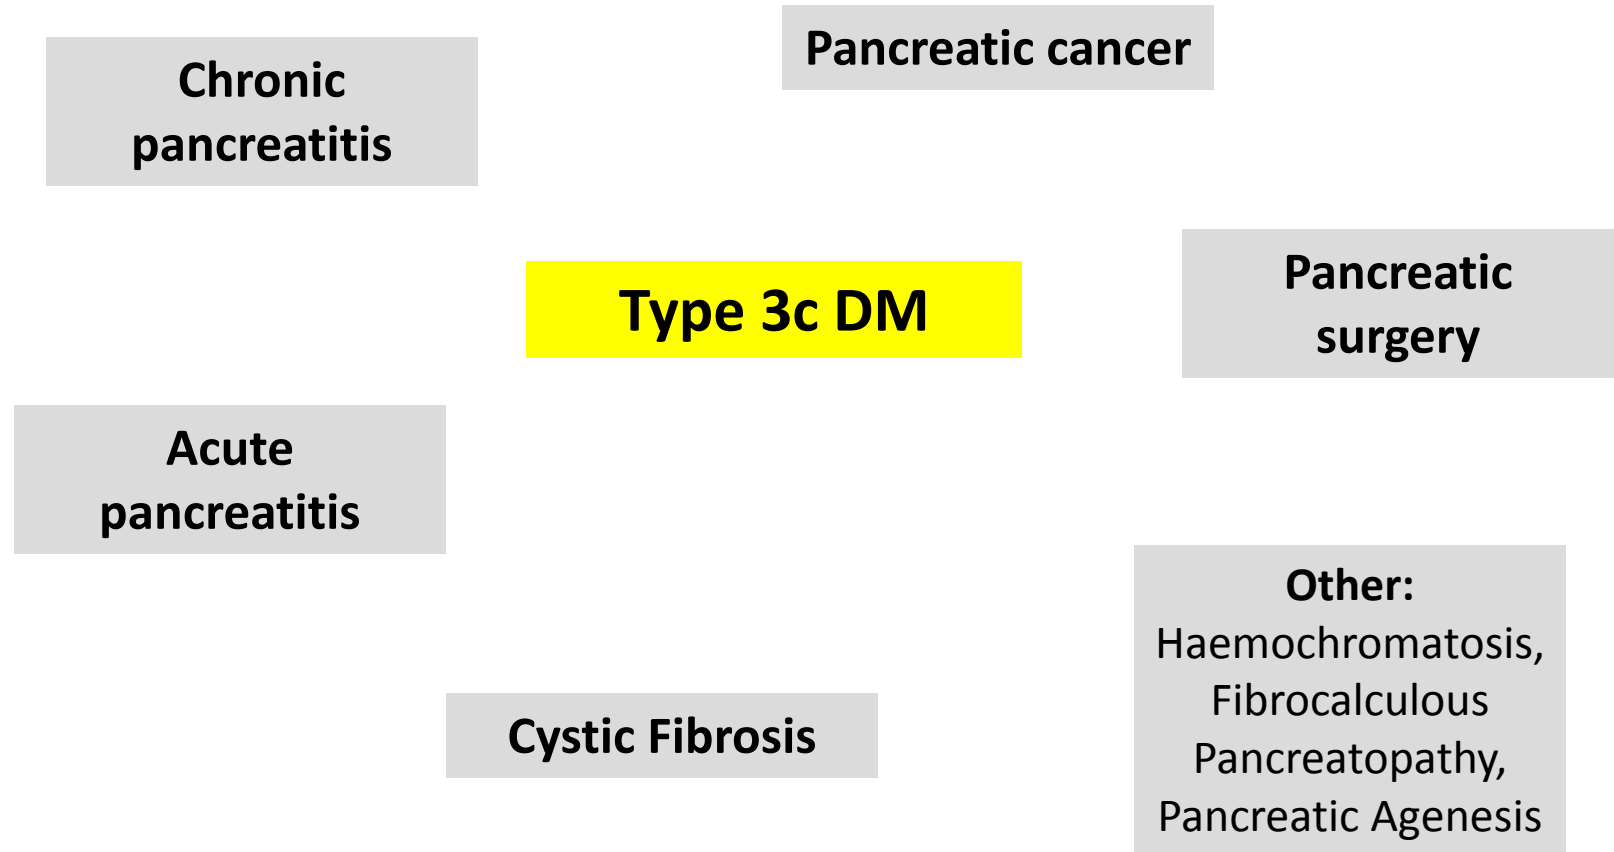 Pancreatic cancer
Chronic
pancreatitis
Pancreatic
surgery
Type 3c DM
Acute
pancreatitis
Other:
Haemochromatosis,
Fibrocalculous
Pancreatopathy,
Pancreatic Agenesis
Cystic Fibrosis